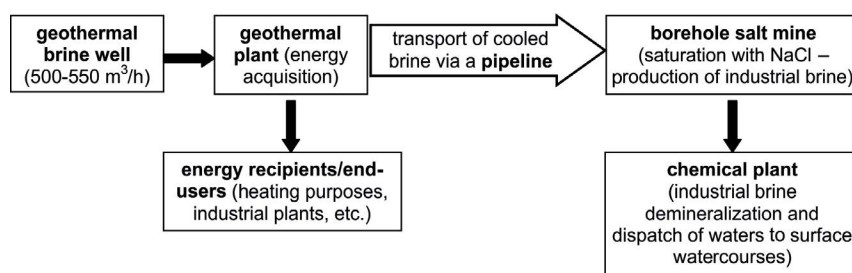 geothermal
brine well
(500-550 m³/h)
geothermal
plant (energy
acquisition)
transport of cooled
brine via a pipeline
borehole salt mine
(saturation with NaCl –
production of industrial brine)
energy recipients/end-
users (heating purposes,
industrial plants, etc.)
chemical plant
(industrial brine
demineralization and
dispatch of waters to surface
watercourses)